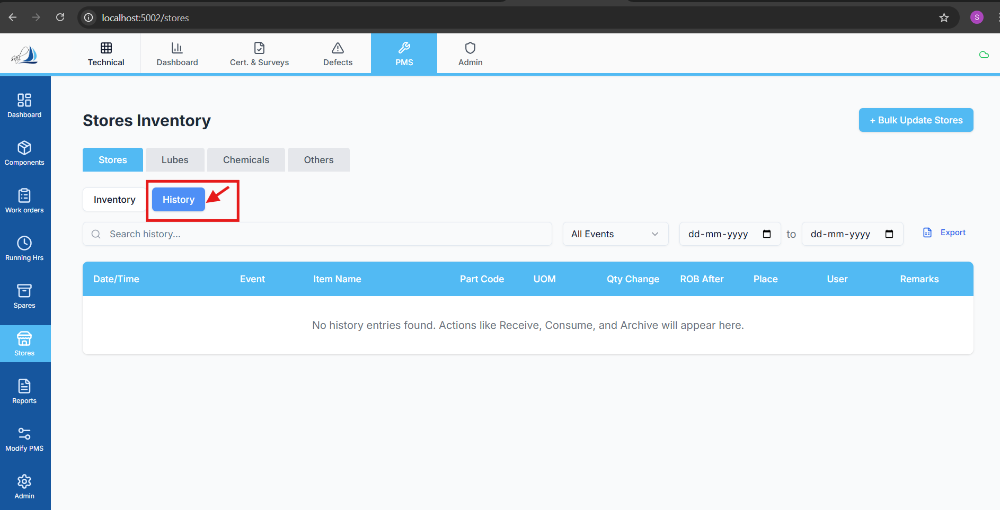 localhost:5002/stores
S
sail
Technical
Dashboard
Cert. & Surveys
Defects
PMS
Admin
Dashboard
Components
Work orders
Running Hrs
Spares
Stores
Reports
Modify PMS
Admin
Stores Inventory
+ Bulk Update Stores
Stores Lubes Chemicals Others
Inventory History
Search history... All Events dd-mm-yyyy to dd-mm-yyyy Export
Date/Time Event Item Name Part Code UOM Qty Change ROB After Place User Remarks
No history entries found. Actions like Receive, Consume, and Archive will appear here.